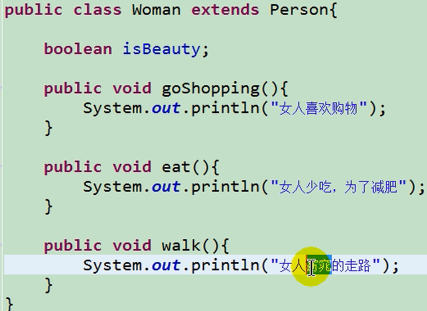 public class Woman extends Person{
boolean isBeauty;
public void goShopping(){
System.out.println("女人喜欢购物");
}
public void eat(){
System.out.println("女人少吃，为了减肥");
}
public void walk(){
System.out.println("女人的走路");
}
}